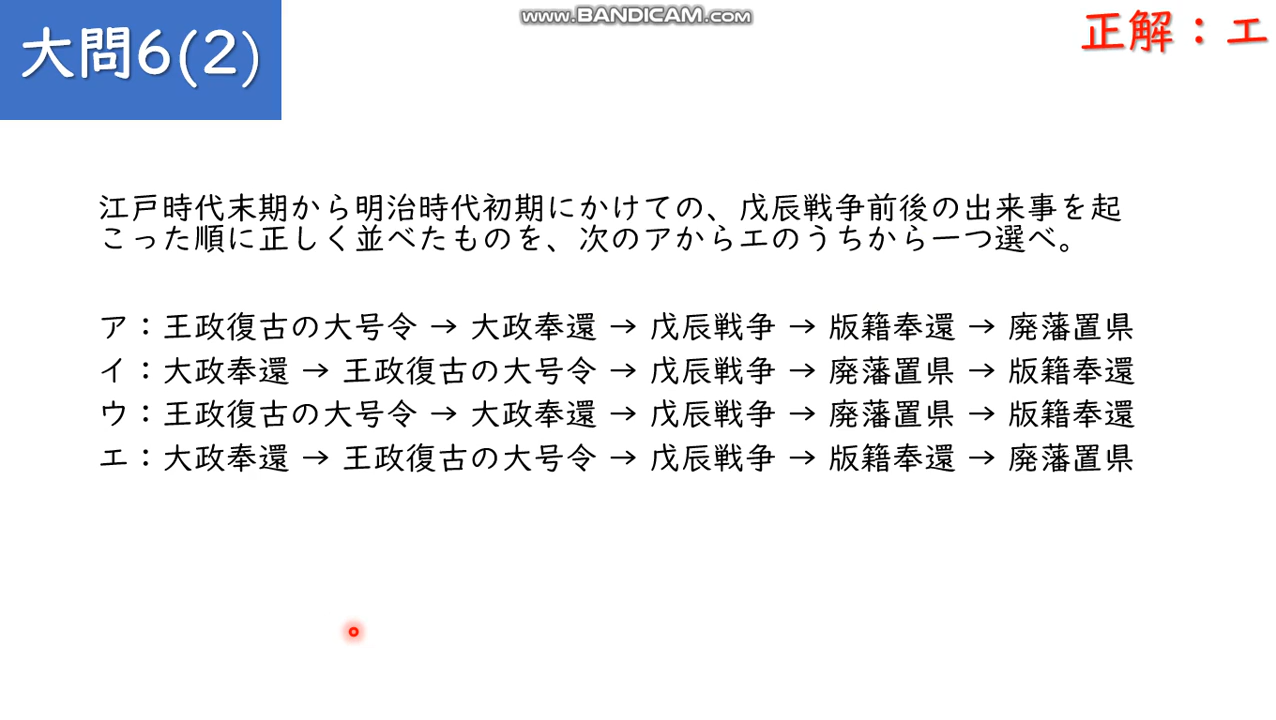 www.BANDICAM.com
大問6(2)
正解：エ
江戸時代末期から明治時代初期にかけての、戊辰戦争前後の出来事を起
こった順に正しく並べたものを、次のアからエのうちから一つ選べ。
ア：王政復古の大号令 → 大政奉還 → 戊辰戦争 → 版籍奉還 → 廃藩置県
イ：大政奉還 → 王政復古の大号令 → 戊辰戦争 → 廃藩置県 → 版籍奉還
ウ：王政復古の大号令 → 大政奉還 → 戊辰戦争 → 廃藩置県 → 版籍奉還
エ：大政奉還 → 王政復古の大号令 → 戊辰戦争 → 版籍奉還 → 廃藩置県